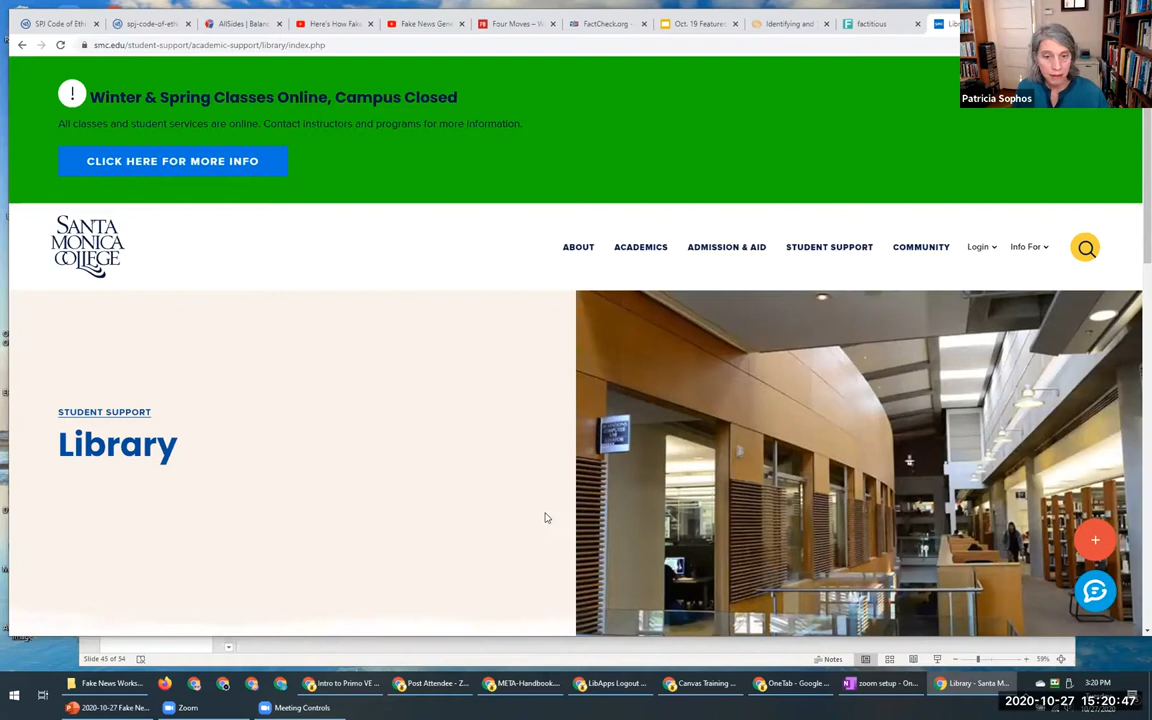 SPJ Code of Eth
spj-code-of-eth
AllSides | Balanc
Here's How Fake
Fake News Gene
Four Moves – W
FactCheck.org -
Oct. 19 Feature
Identifying and
factitious
Lib
smc.edu/student-support/academic-support/library/index.php
Patricia Sophos
! Winter & Spring Classes Online, Campus Closed
All classes and student services are online. Contact instructors and programs for more information.
CLICK HERE FOR MORE INFO
SANTA
MONICA
COLLEGE
ABOUT ACADEMICS ADMISSION & AID STUDENT SUPPORT COMMUNITY Login Info For
STUDENT SUPPORT
Library
Slide 45 of 54
Notes
59%
Fake News Works...
Intro to Primo VE ...
Post Attendee - Z...
META-Handbook...
LibApps Logout ...
Canvas Training ...
OneTab - Google ...
zoom setup - On...
Library - Santa M...
3:20 PM
2020-10-27 Fake Ne...
Zoom
Meeting Controls
2020-10-27 15:20:47